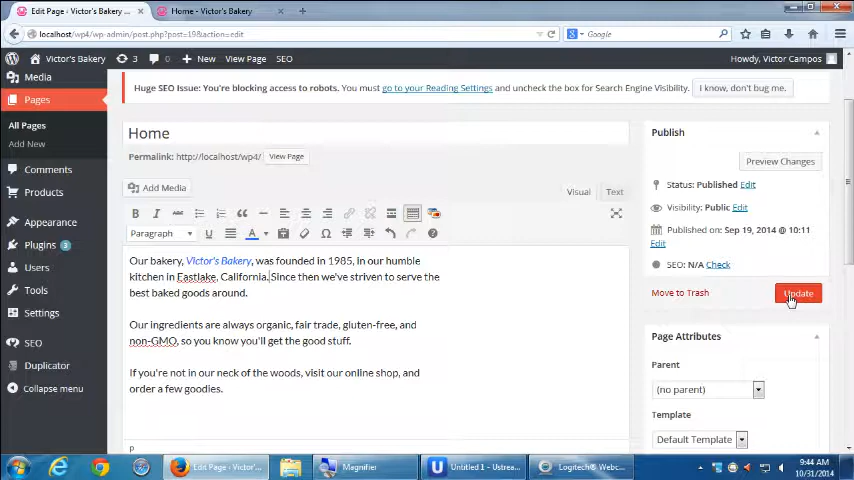 Edit Page ‹ Victor's Bakery...
Home - Victor's Bakery
localhost/wp4/wp-admin/post.php?post=19&action=edit
Google
Victor's Bakery
3
0
New
View Page
SEO
Howdy, Victor Campos
Media
Pages
All Pages
Add New
Comments
Products
Appearance
Plugins 3
Users
Tools
Settings
SEO
Duplicator
Collapse menu
Huge SEO Issue: You're blocking access to robots. You must go to your Reading Settings and uncheck the box for Search Engine Visibility.
I know, don't bug me.
Home
Permalink: http://localhost/wp4/
View Page
Add Media
Visual
Text
B I ABC
Paragraph
U A Ω
Our bakery, Victor's Bakery, was founded in 1985, in our humble
kitchen in Eastlake, California. Since then we've striven to serve the
best baked goods around.
Our ingredients are always organic, fair trade, gluten-free, and
non-GMO, so you know you'll get the good stuff.
If you're not in our neck of the woods, visit our online shop, and
order a few goodies.
p
Publish
Preview Changes
Status: Published Edit
Visibility: Public Edit
Published on: Sep 19, 2014 @ 10:11
Edit
SEO: N/A Check
Move to Trash
Update
Page Attributes
Parent
(no parent)
Template
Default Template
Edit Page ‹ Victor'...
Magnifier
Untitled 1 - Ustrea...
Logitech® Webc...
9:44 AM
10/31/2014